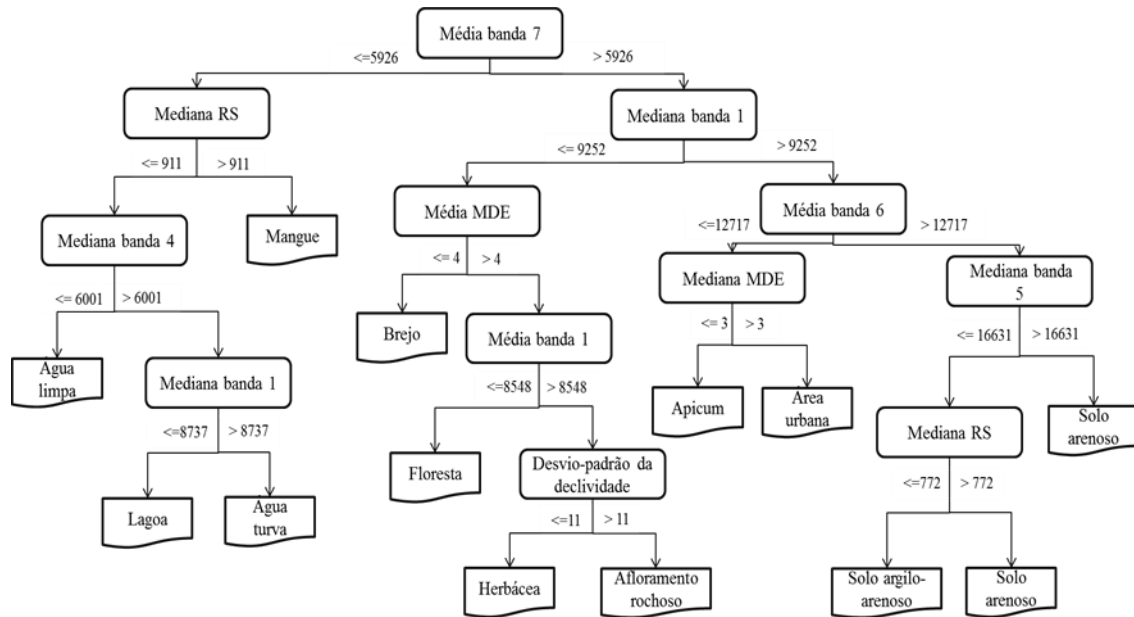 Média banda 7
<=5926
> 5926
Mediana RS
Mediana banda 1
<= 911
> 911
<= 9252
> 9252
Média MDE
Média banda 6
Mediana banda 4
Mangue
<=12717
> 12717
<= 4
> 4
Mediana MDE
Mediana banda
5
<= 6001
> 6001
Brejo
Média banda 1
<= 3
> 3
<= 16631
> 16631
Água
limpa
Mediana banda 1
<=8548
> 8548
Apicum
Área
urbana
Mediana RS
Solo
arenoso
<=8737
> 8737
Floresta
Desvio-padrão da
declividade
<=772
> 772
Lagoa
Água
turva
<=11
> 11
Herbácea
Afloramento
rochoso
Solo argilo-
arenoso
Solo
arenoso